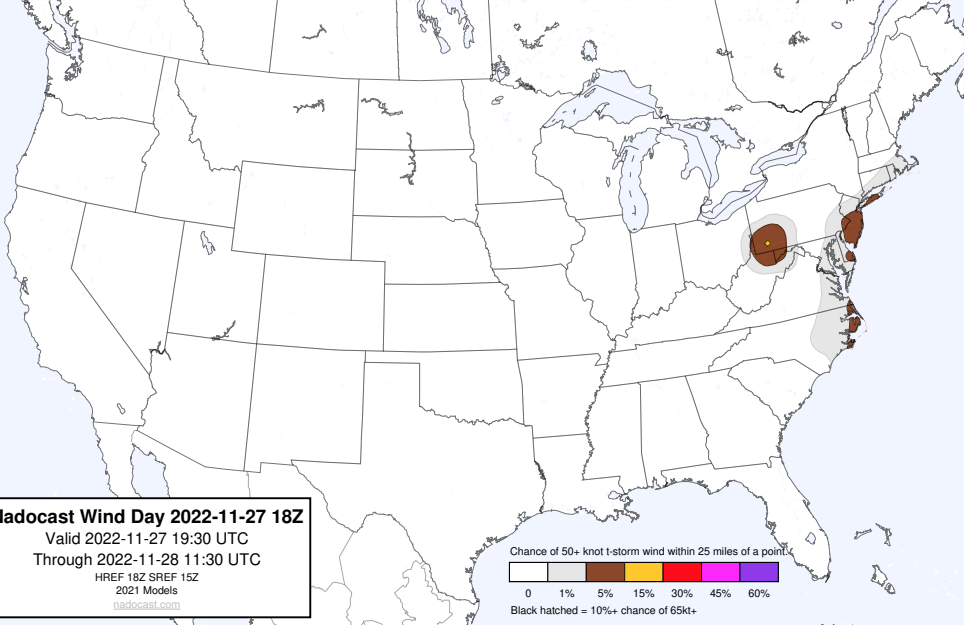 Nadocast Wind Day 2022-11-27 18Z
Valid 2022-11-27 19:30 UTC
Through 2022-11-28 11:30 UTC
HREF 18Z SREF 15Z
2021 Models
nadocast.com
Chance of 50+ knot t-storm wind within 25 miles of a point.
0 1% 5% 15% 30% 45% 60%
Black hatched = 10%+ chance of 65kt+